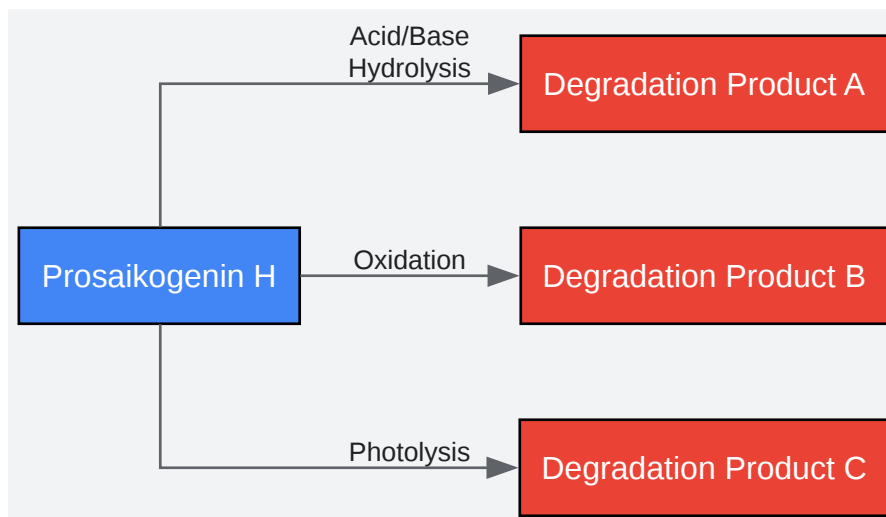 Acid/Base
Hydrolysis
Degradation Product A
Prosaikogenin H
Oxidation
Degradation Product B
Photolysis
Degradation Product C